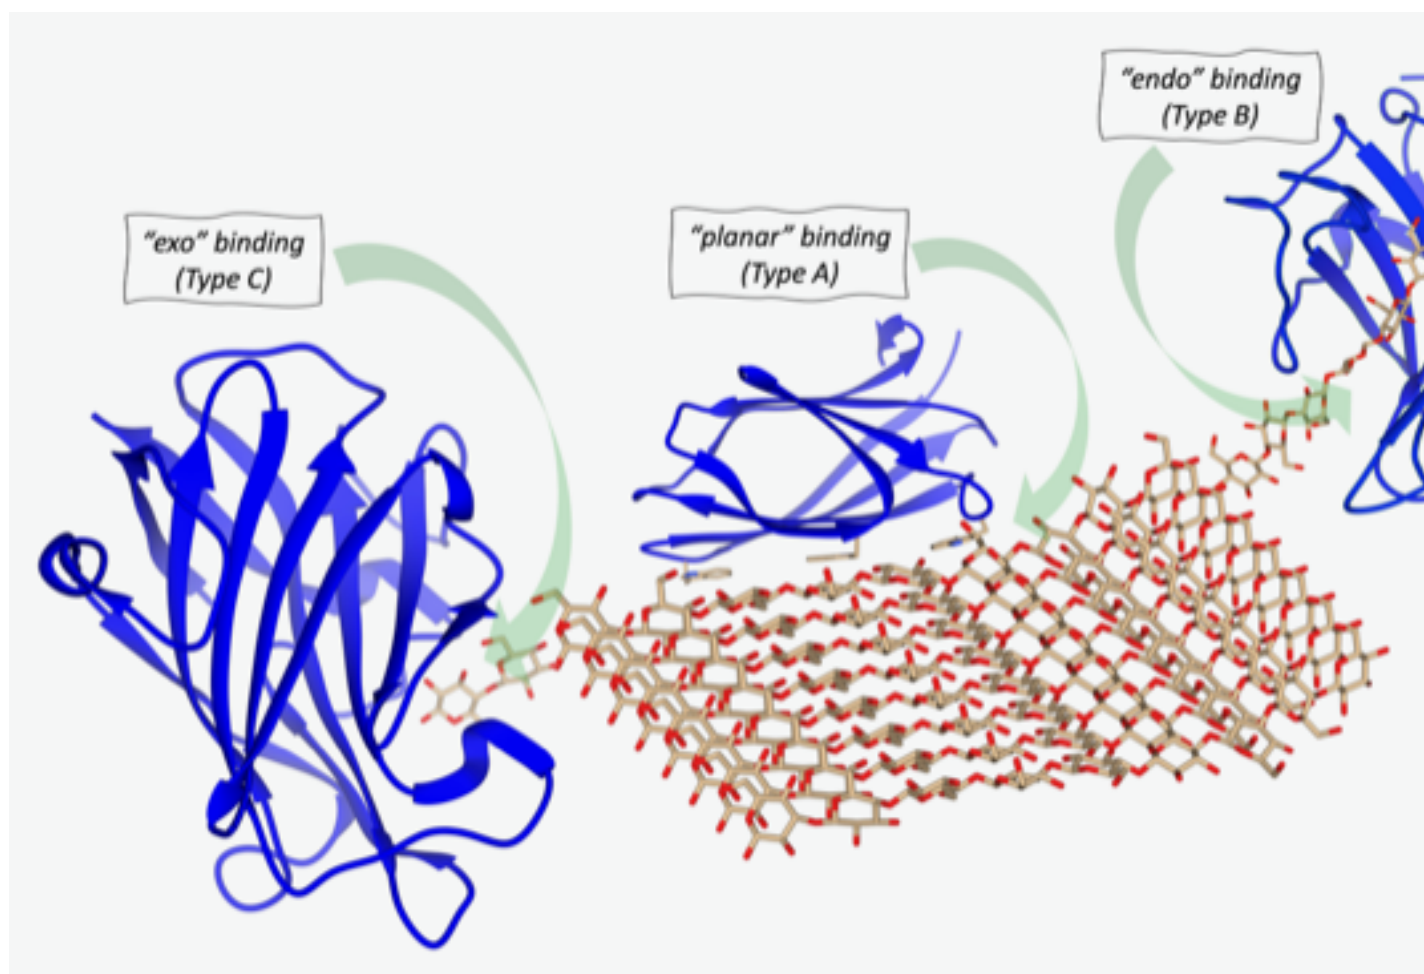 “exo” binding
(Type C)
“planar” binding
(Type A)
“endo” binding
(Type B)